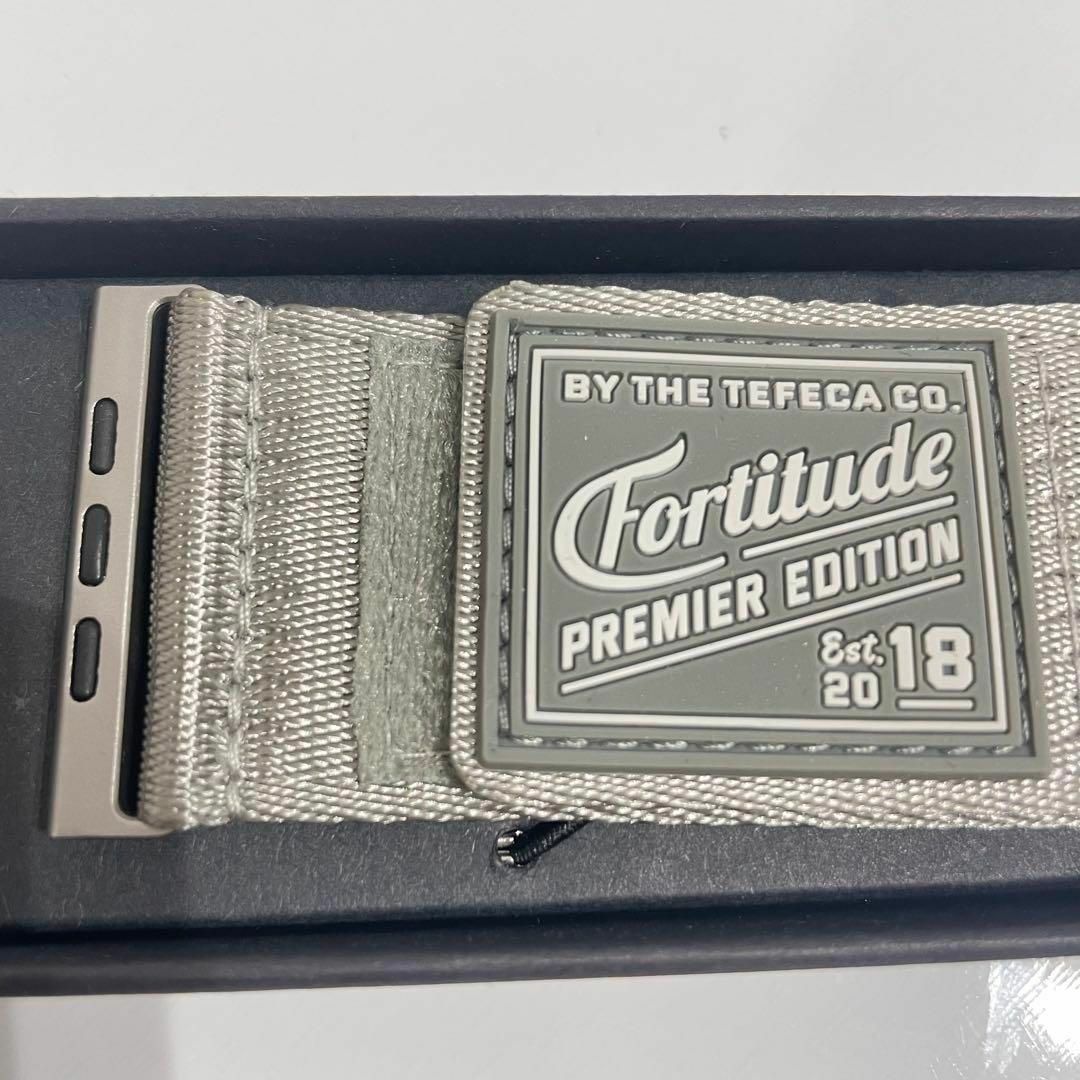 BY THE TEFECA CO.
Fortitude
PREMIER EDITION
Est. 18
20